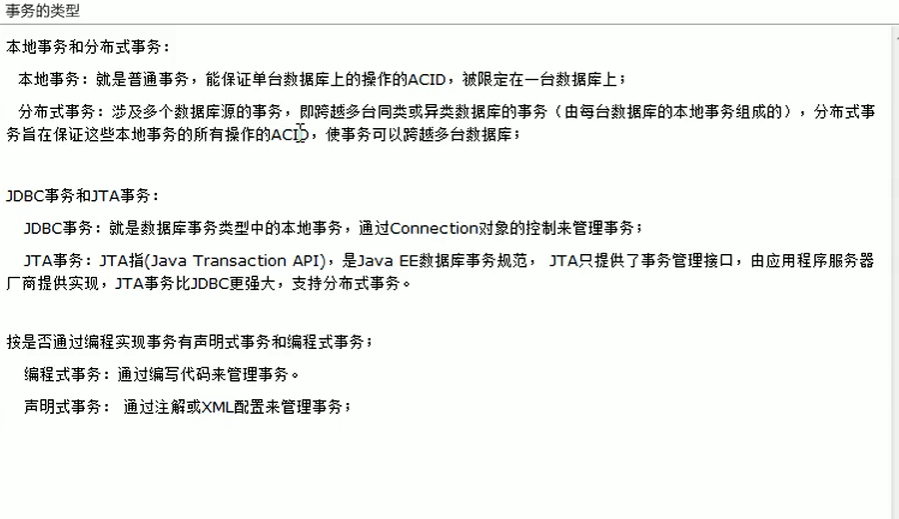 事务的类型
本地事务和分布式事务：
本地事务：就是普通事务，能保证单台数据库上的操作的ACID，被限定在一台数据库上；
分布式事务：涉及多个数据库源的事务，即跨越多台同类或异类数据库的事务（由每台数据库的本地事务组成的），分布式事
务旨在保证这些本地事务的所有操作的ACID，使事务可以跨越多台数据库；
JDBC事务和JTA事务：
JDBC事务：就是数据库事务类型中的本地事务，通过Connection对象的控制来管理事务；
JTA事务：JTA指(Java Transaction API)，是Java EE数据库事务规范， JTA只提供了事务管理接口，由应用程序服务器
厂商提供实现，JTA事务比JDBC更强大，支持分布式事务。
按是否通过编程实现事务有声明式事务和编程式事务；
编程式事务：通过编写代码来管理事务。
声明式事务： 通过注解或XML配置来管理事务；